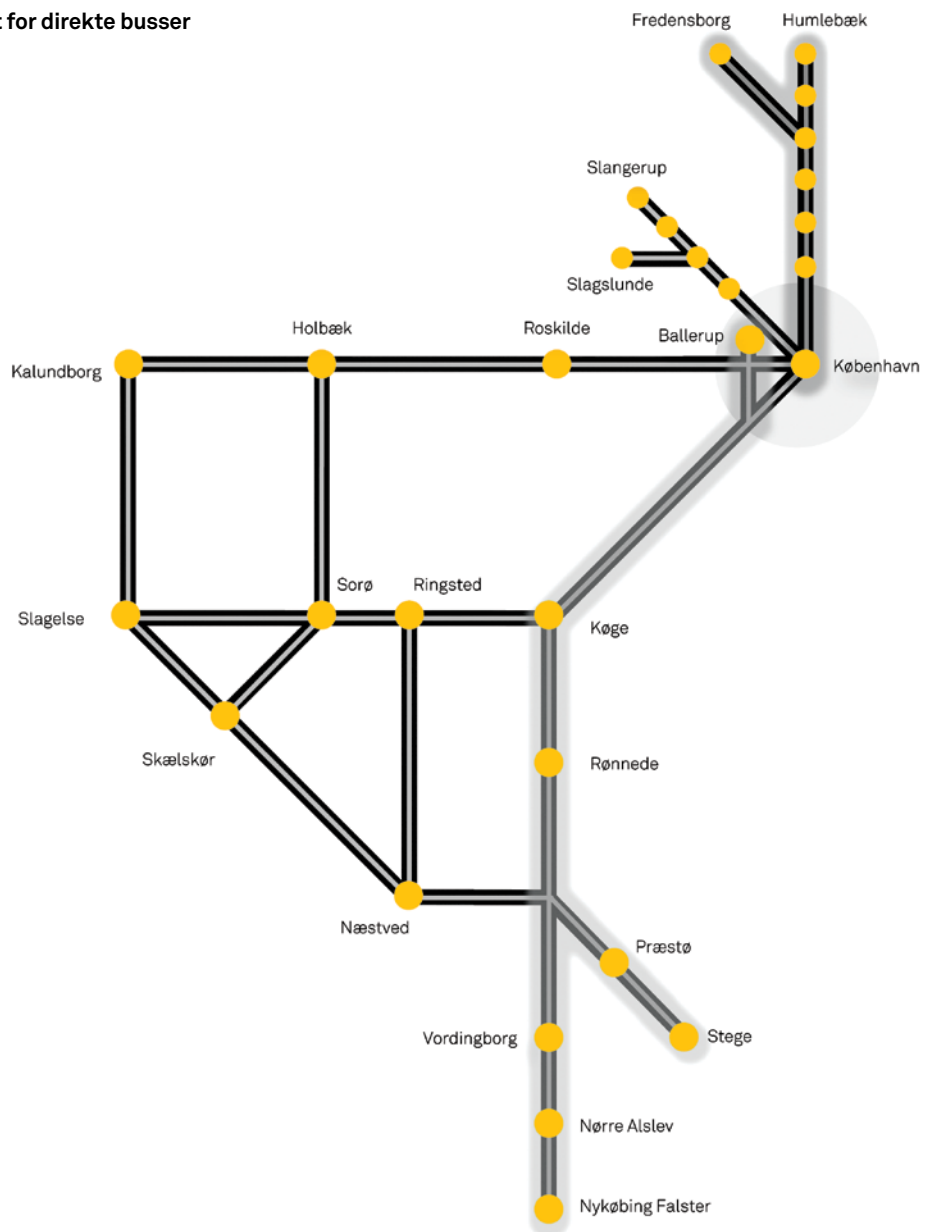 t for direkte busser
Fredensborg
Humlebæk
Slangerup
Slagslunde
Holbæk
Roskilde
Ballerup
Kalundborg
København
Sorø
Ringsted
Slagelse
Køge
Skælskør
Rønnede
Næstved
Præstø
Vordingborg
Stege
Nørre Alslev
Nykøbing Falster